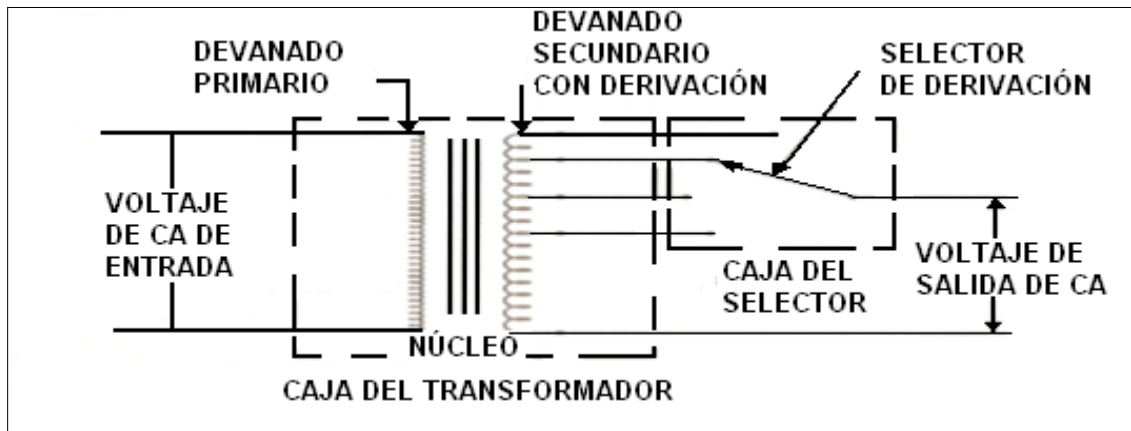 DEVANADO
PRIMARIO
DEVANADO
SECUNDARIO
CON DERIVACIÓN
SELECTOR
DE DERIVACIÓN
VOLTAJE
DE CA DE
ENTRADA
CAJA DEL
SELECTOR
VOLTAJE DE
SALIDA DE CA
NÚCLEO
CAJA DEL TRANSFORMADOR